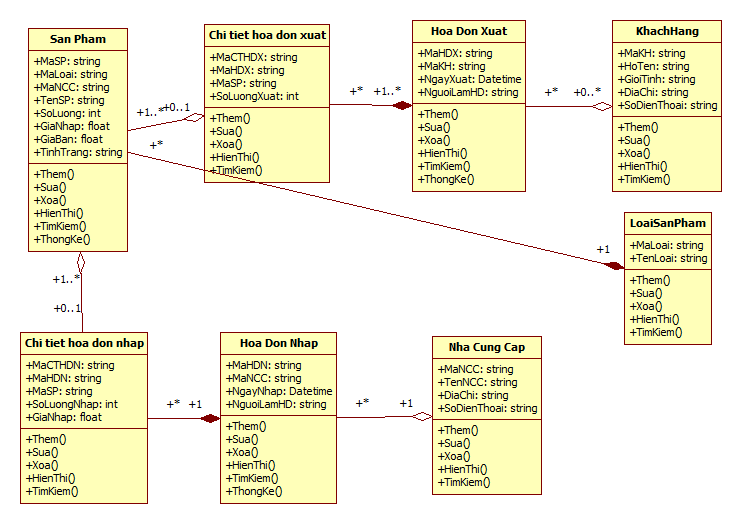 San Pham
+MaSP: string
+MaLoai: string
+MaNCC: string
+TenSP: string
+SoLuong: int
+GiaNhap: float
+GiaBan: float
+TinhTrang: string
+Them()
+Sua()
+Xoa()
+HienThi()
+TimKiem()
+ThongKe()
+1..*
+0..1
+*
Chi tiet hoa don xuat
+MaCTHDX: string
+MaHDX: string
+MaSP: string
+SoLuongXuat: int
+Them()
+Sua()
+Xoa()
+HienThi()
+TimKiem()
+*
+1..*
Hoa Don Xuat
+MaHDX: string
+MaKH: string
+NgayXuat: Datetime
+NguoiLamHD: string
+Them()
+Sua()
+Xoa()
+HienThi()
+TimKiem()
+ThongKe()
+*
+0..*
KhachHang
+MaKH: string
+HoTen: string
+GioiTinh: string
+DiaChi: string
+SoDienThoai: string
+Them()
+Sua()
+Xoa()
+HienThi()
+TimKiem()
+1
LoaiSanPham
+MaLoai: string
+TenLoai: string
+Them()
+Sua()
+Xoa()
+HienThi()
+TimKiem()
+1..*
+0..1
Chi tiet hoa don nhap
+MaCTHDN: string
+MaHDN: string
+MaSP: string
+SoLuongNhap: int
+GiaNhap: float
+Them()
+Sua()
+Xoa()
+HienThi()
+TimKiem()
+*
+1
Hoa Don Nhap
+MaHDN: string
+MaNCC: string
+NgayNhap: Datetime
+NguoiLamHD: string
+Them()
+Sua()
+Xoa()
+HienThi()
+TimKiem()
+ThongKe()
+*
+1
Nha Cung Cap
+MaNCC: string
+TenNCC: string
+DiaChi: string
+SoDienThoai: string
+Them()
+Sua()
+Xoa()
+HienThi()
+TimKiem()